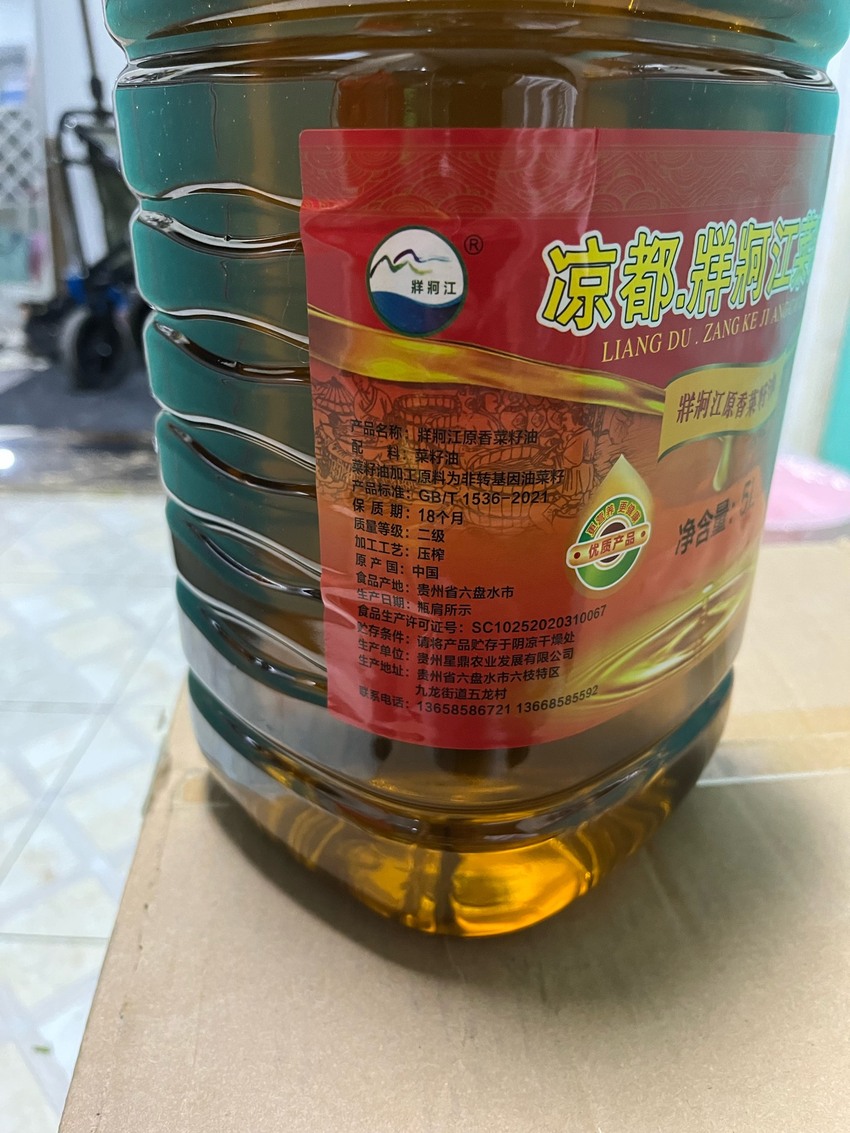 ®
牂牁江
凉都.牂牁江菜
LIANG DU . ZANG KE JIANG
牂牁江原香菜籽油
产品名称：牂牁江原香菜籽油
配 料：菜籽油
菜籽油加工原料为非转基因油菜籽
产品标准：GB/T 1536-2021
保 质 期：18个月
质量等级：二级
加工工艺：压榨
原 产 国：中国
食品产地：贵州省六盘水市
生产日期：瓶肩所示
食品生产许可证号：SC10252020310067
贮存条件：请将产品贮存于阴凉干燥处
生产单位：贵州星鼎农业发展有限公司
生产地址：贵州省六盘水市六枝特区
九龙街道五龙村
联系电话：13658586721 13668585592
更营养 更健康
优质产品
净含量：5L